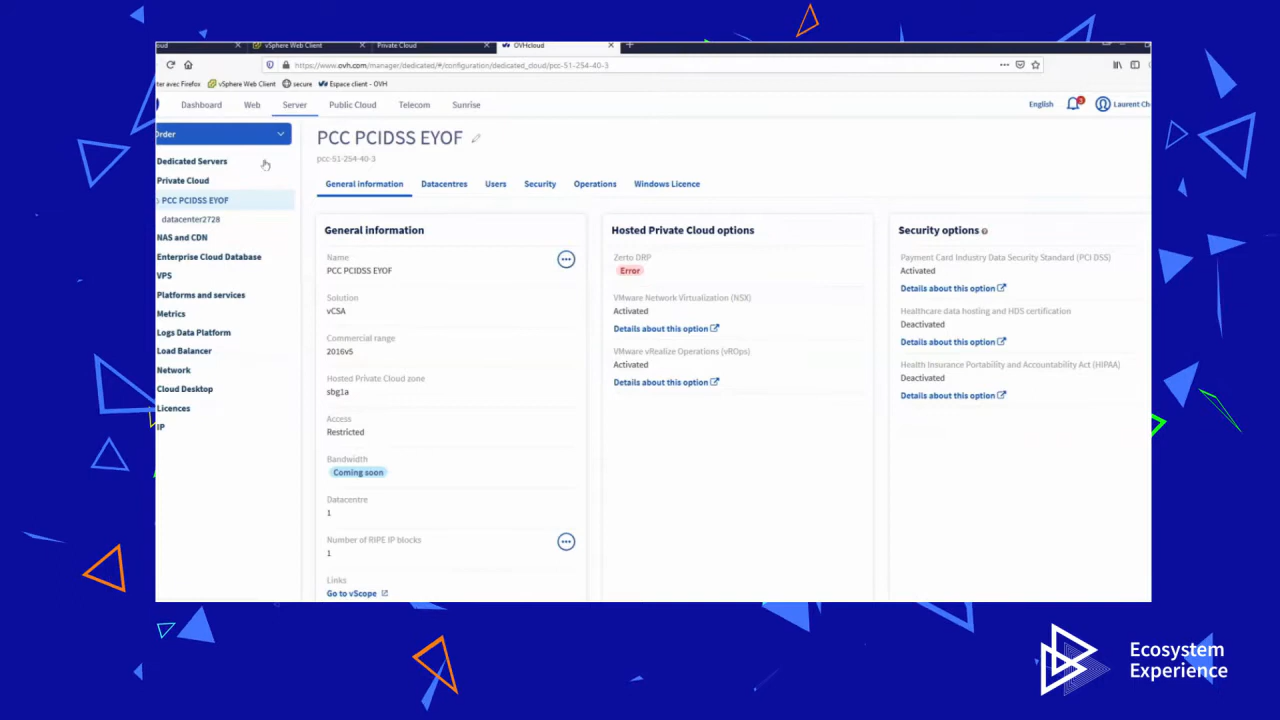 oud
vSphere Web Client
Private Cloud
OVHcloud
https://www.ovh.com/manager/dedicated/#/configuration/dedicated_cloud/pcc-51-254-40-3
ter avec Firefox
vSphere Web Client
secure
Espace client - OVH
Dashboard
Web
Server
Public Cloud
Telecom
Sunrise
English
3
Laurent Ch
Order
Dedicated Servers
Private Cloud
PCC PCIDSS EYOF
datacenter2728
NAS and CDN
Enterprise Cloud Database
VPS
Platforms and services
Metrics
Logs Data Platform
Load Balancer
Network
Cloud Desktop
Licences
IP
PCC PCIDSS EYOF
pcc-51-254-40-3
General information
Datacentres
Users
Security
Operations
Windows Licence
General information
Name
PCC PCIDSS EYOF
Solution
vCSA
Commercial range
2016v5
Hosted Private Cloud zone
sbg1a
Access
Restricted
Bandwidth
Coming soon
Datacentre
1
Number of RIPE IP blocks
1
Links
Go to vScope
Hosted Private Cloud options
Zerto DRP
Error
VMware Network Virtualization (NSX)
Activated
Details about this option
VMware vRealize Operations (vROps)
Activated
Details about this option
Security options
Payment Card Industry Data Security Standard (PCI DSS)
Activated
Details about this option
Healthcare data hosting and HDS certification
Deactivated
Details about this option
Health Insurance Portability and Accountability Act (HIPAA)
Deactivated
Details about this option
Ecosystem
Experience